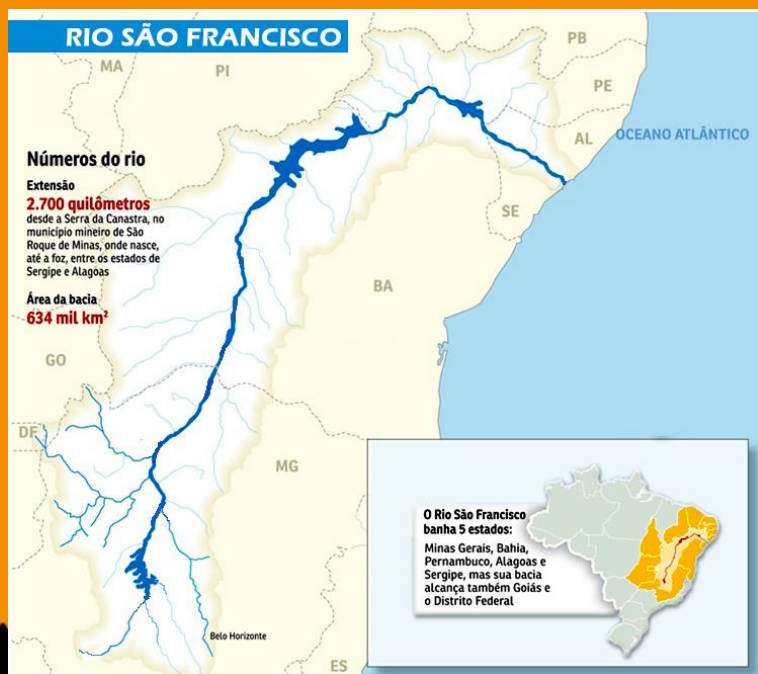 RIO SÃO FRANCISCO
MA
PI
PB
PE
AL
OCEANO ATLÂNTICO
SE
BA
Números do rio
Extensão
2.700 quilômetros
desde a Serra da Canastra, no
município mineiro de São
Roque de Minas, onde nasce,
até a foz, entre os estados de
Sergipe e Alagoas
Área da bacia
634 mil km²
GO
DF
MG
Belo Horizonte
ES
O Rio São Francisco
banha 5 estados:
Minas Gerais, Bahia,
Pernambuco, Alagoas e
Sergipe, mas sua bacia
alcança também Goiás e
o Distrito Federal